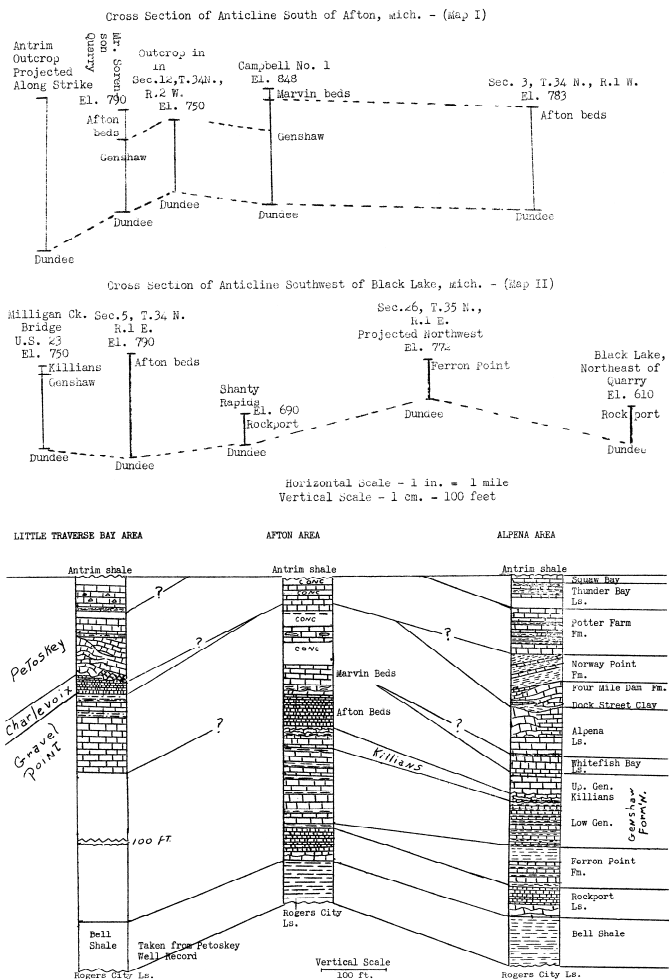 Cross Section of Anticline South of Afton, Mich. - (Map I)
Antrim
Outcrop
Projected
Along Strike
Mr. Soren
son
Quarry
El. 790
Outcrop in
in
Sec.12,T.34N.,
R.2 W.
El. 750
Campbell No. 1
El. 848
Sec. 3, T.34 N., R.1 W.
El. 783
Marvin beds
Afton
beds
Afton beds
Genshaw
Genshaw
Dundee
Dundee
Dundee
Dundee
Dundee
Cross Section of Anticline Southwest of Black Lake, Mich. - (Map II)
Milligan Ck.
Bridge
U.S. 23
El. 750
Sec.5, T.34 N.
R.1 E.
El. 790
Sec.26, T.35 N.,
R.1 E.
Projected Northwest
El. 772
Killians
Genshaw
Afton beds
Shanty
Rapids
El. 690
Rockport
Ferron Point
Black Lake,
Northeast of
Quarry
El. 610
Rockport
Dundee
Dundee
Dundee
Dundee
Dundee
Horizontal Scale - 1 in. = 1 mile
Vertical Scale - 1 cm. - 100 feet
LITTLE TRAVERSE BAY AREA
AFTON AREA
ALPENA AREA
Antrim shale
Antrim shale
Antrim shale
conc
conc
conc
conc
?
?
?
?
?
Petoskey
Charlevoix
Gravel
Point
Marvin Beds
Afton Beds
Killians
Squaw Bay
Thunder Bay
Ls.
Potter Farm
Fm.
Norway Point
Fm.
Four Mile Dam Fm.
Dock Street Clay
Alpena
Ls.
Whitefish Bay
Ls.
Up. Gen.
Killians
Low Gen.
Genshaw
Form'n.
Ferron Point
Fm.
Rockport
Ls.
Bell Shale
100 FT.
Bell
Shale
Taken from Petoskey
Well Record
Rogers City
Ls.
Vertical Scale
100 ft.
Rogers City Ls.
Rogers City Ls.